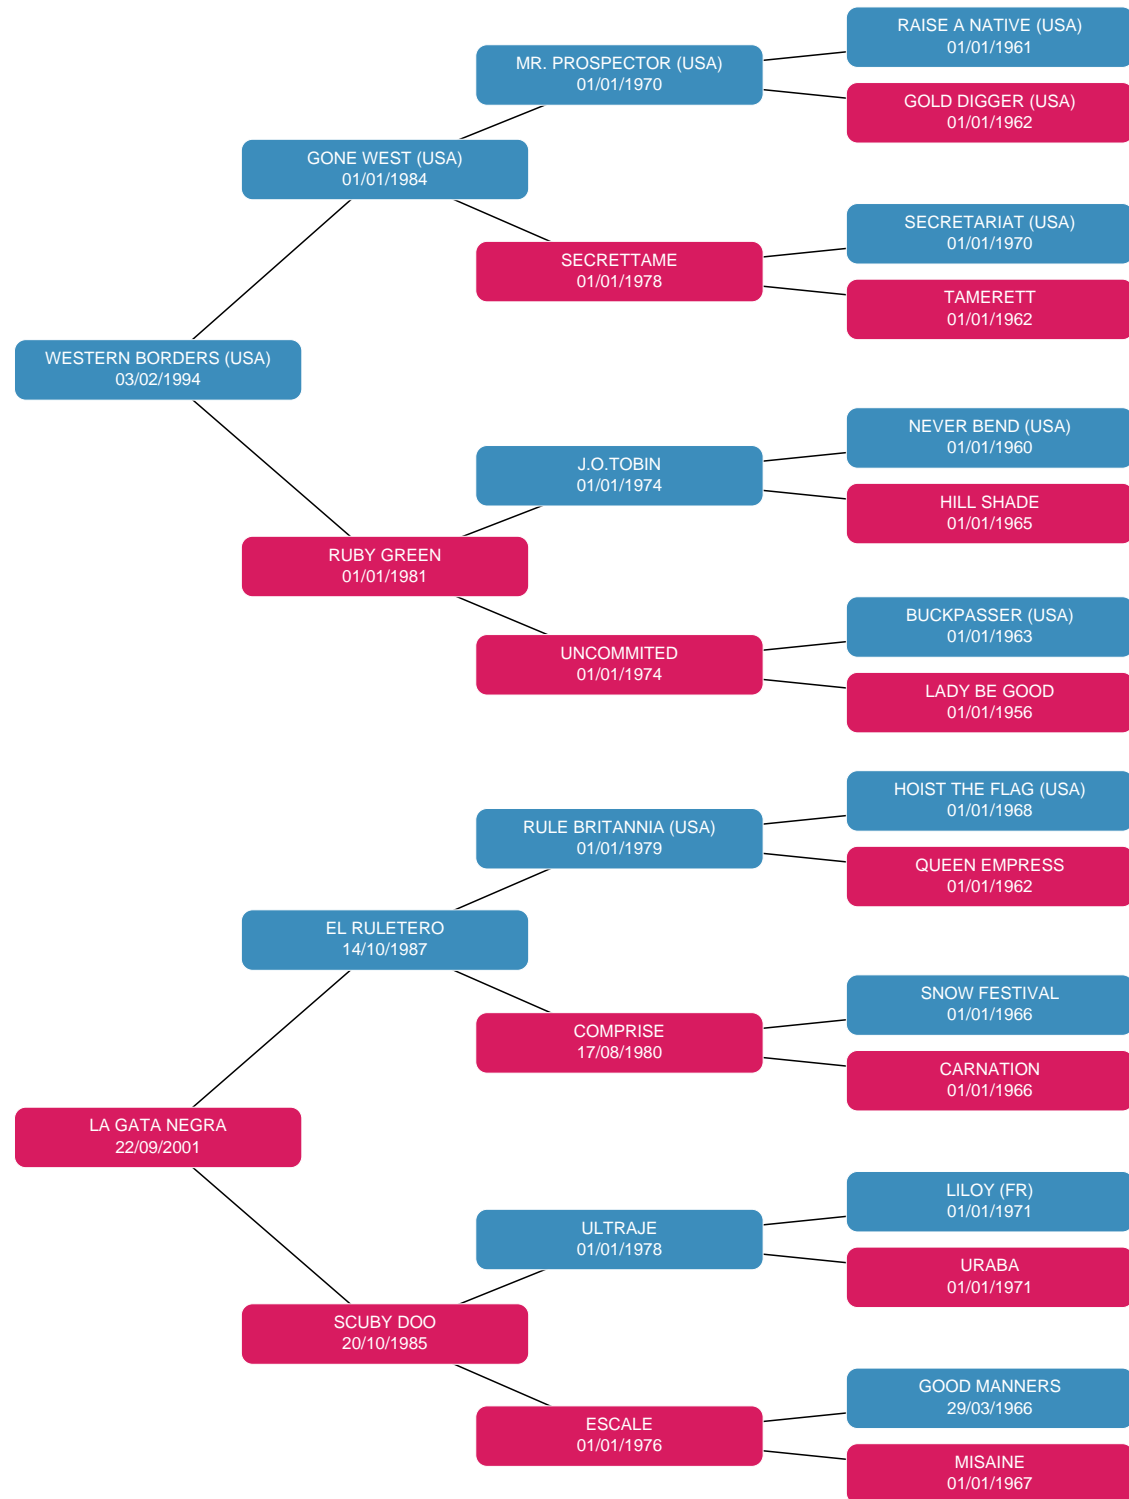 RAISE A NATIVE (USA)
01/01/1961
MR. PROSPECTOR (USA)
01/01/1970
GOLD DIGGER (USA)
01/01/1962
GONE WEST (USA)
01/01/1984
SECRETARIAT (USA)
01/01/1970
SECRETTAME
01/01/1978
TAMERETT
01/01/1962
WESTERN BORDERS (USA)
03/02/1994
NEVER BEND (USA)
01/01/1960
J.O.TOBIN
01/01/1974
HILL SHADE
01/01/1965
RUBY GREEN
01/01/1981
BUCKPASSER (USA)
01/01/1963
UNCOMMITED
01/01/1974
LADY BE GOOD
01/01/1956
HOIST THE FLAG (USA)
01/01/1968
RULE BRITANNIA (USA)
01/01/1979
QUEEN EMPRESS
01/01/1962
EL RULETERO
14/10/1987
SNOW FESTIVAL
01/01/1966
COMPRISE
17/08/1980
CARNATION
01/01/1966
LA GATA NEGRA
22/09/2001
LILOY (FR)
01/01/1971
ULTRAJE
01/01/1978
URABA
01/01/1971
SCUBY DOO
20/10/1985
GOOD MANNERS
29/03/1966
ESCALE
01/01/1976
MISAINE
01/01/1967